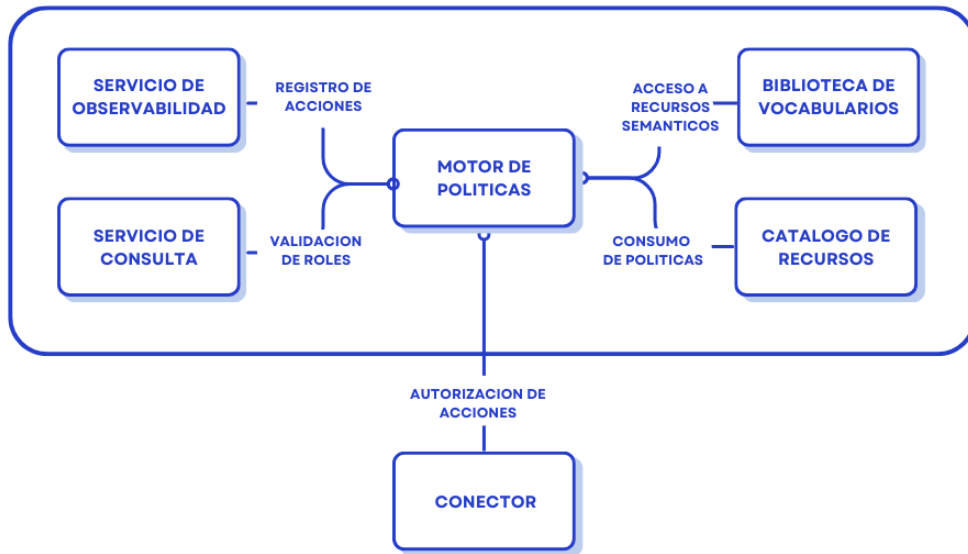 SERVICIO DE
OBSERVABILIDAD
REGISTRO DE
ACCIONES
MOTOR DE
POLITICAS
ACCESO A
RECURSOS
SEMANTICOS
BIBLIOTECA DE
VOCABULARIOS
SERVICIO DE
CONSULTA
VALIDACION
DE ROLES
CONSUMO
DE POLITICAS
CATALOGO DE
RECURSOS
AUTORIZACION DE
ACCIONES
CONECTOR